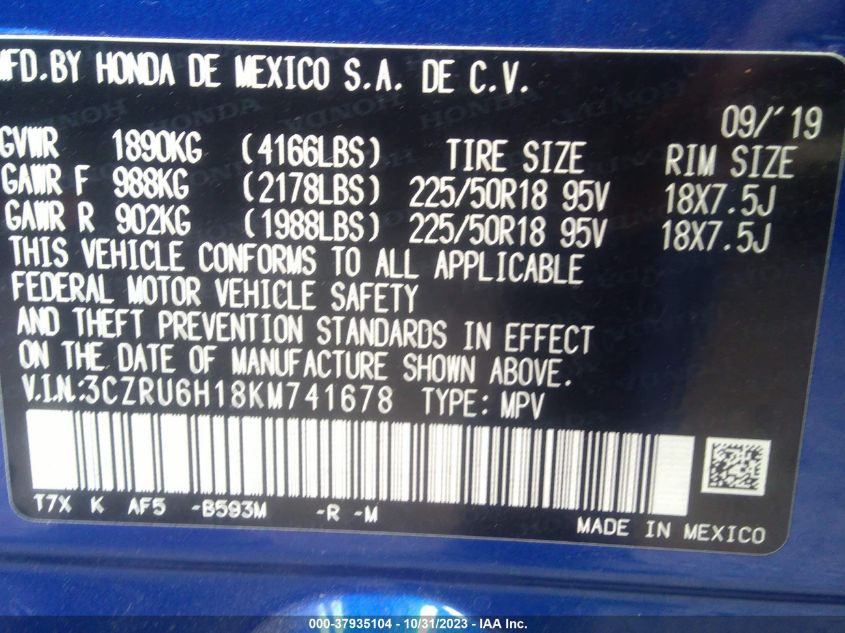 MFD.BY HONDA DE MEXICO S.A. DE C.V.
09/'19
GVWR 1890KG (4166LBS) TIRE SIZE RIM SIZE
GAWR F 988KG (2178LBS) 225/50R18 95V 18X7.5J
GAWR R 902KG (1988LBS) 225/50R18 95V 18X7.5J
THIS VEHICLE CONFORMS TO ALL APPLICABLE
FEDERAL MOTOR VEHICLE SAFETY
AND THEFT PREVENTION STANDARDS IN EFFECT
ON THE DATE OF MANUFACTURE SHOWN ABOVE.
V.I.N:3CZRU6H18KM741678 TYPE:MPV
T7X K AF5 -B593M -R -M
MADE IN MEXICO
000-37935104 - 10/31/2023 - IAA Inc.